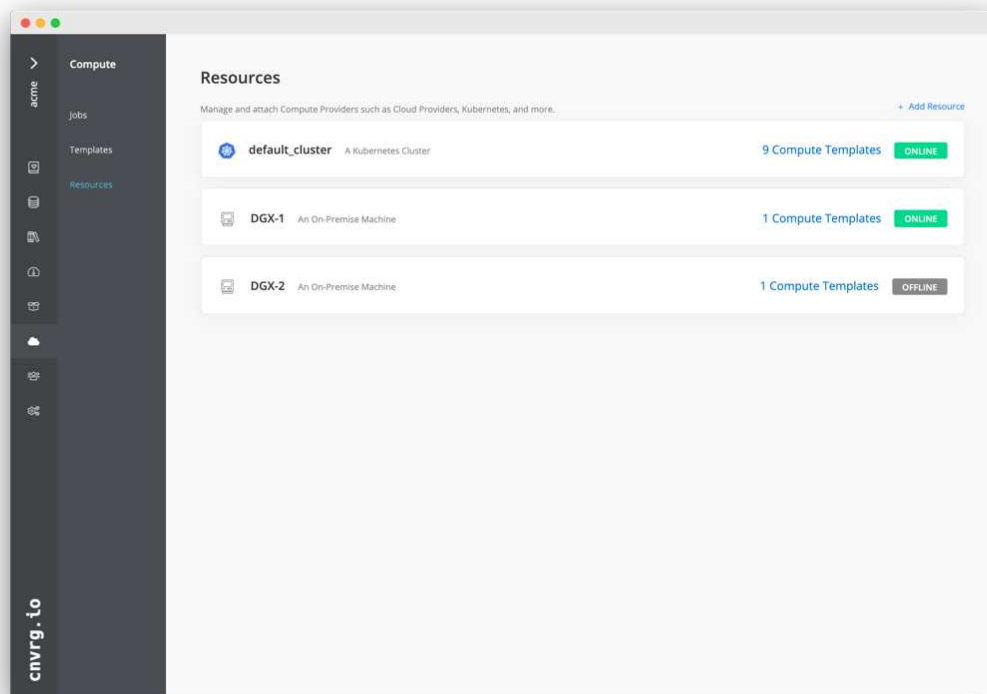 acme
Compute
Jobs
Templates
Resources
cnvrg.io
Resources
Manage and attach Compute Providers such as Cloud Providers, Kubernetes, and more.
+ Add Resource
default_cluster A Kubernetes Cluster 9 Compute Templates ONLINE
DGX-1 An On-Premise Machine 1 Compute Templates ONLINE
DGX-2 An On-Premise Machine 1 Compute Templates OFFLINE